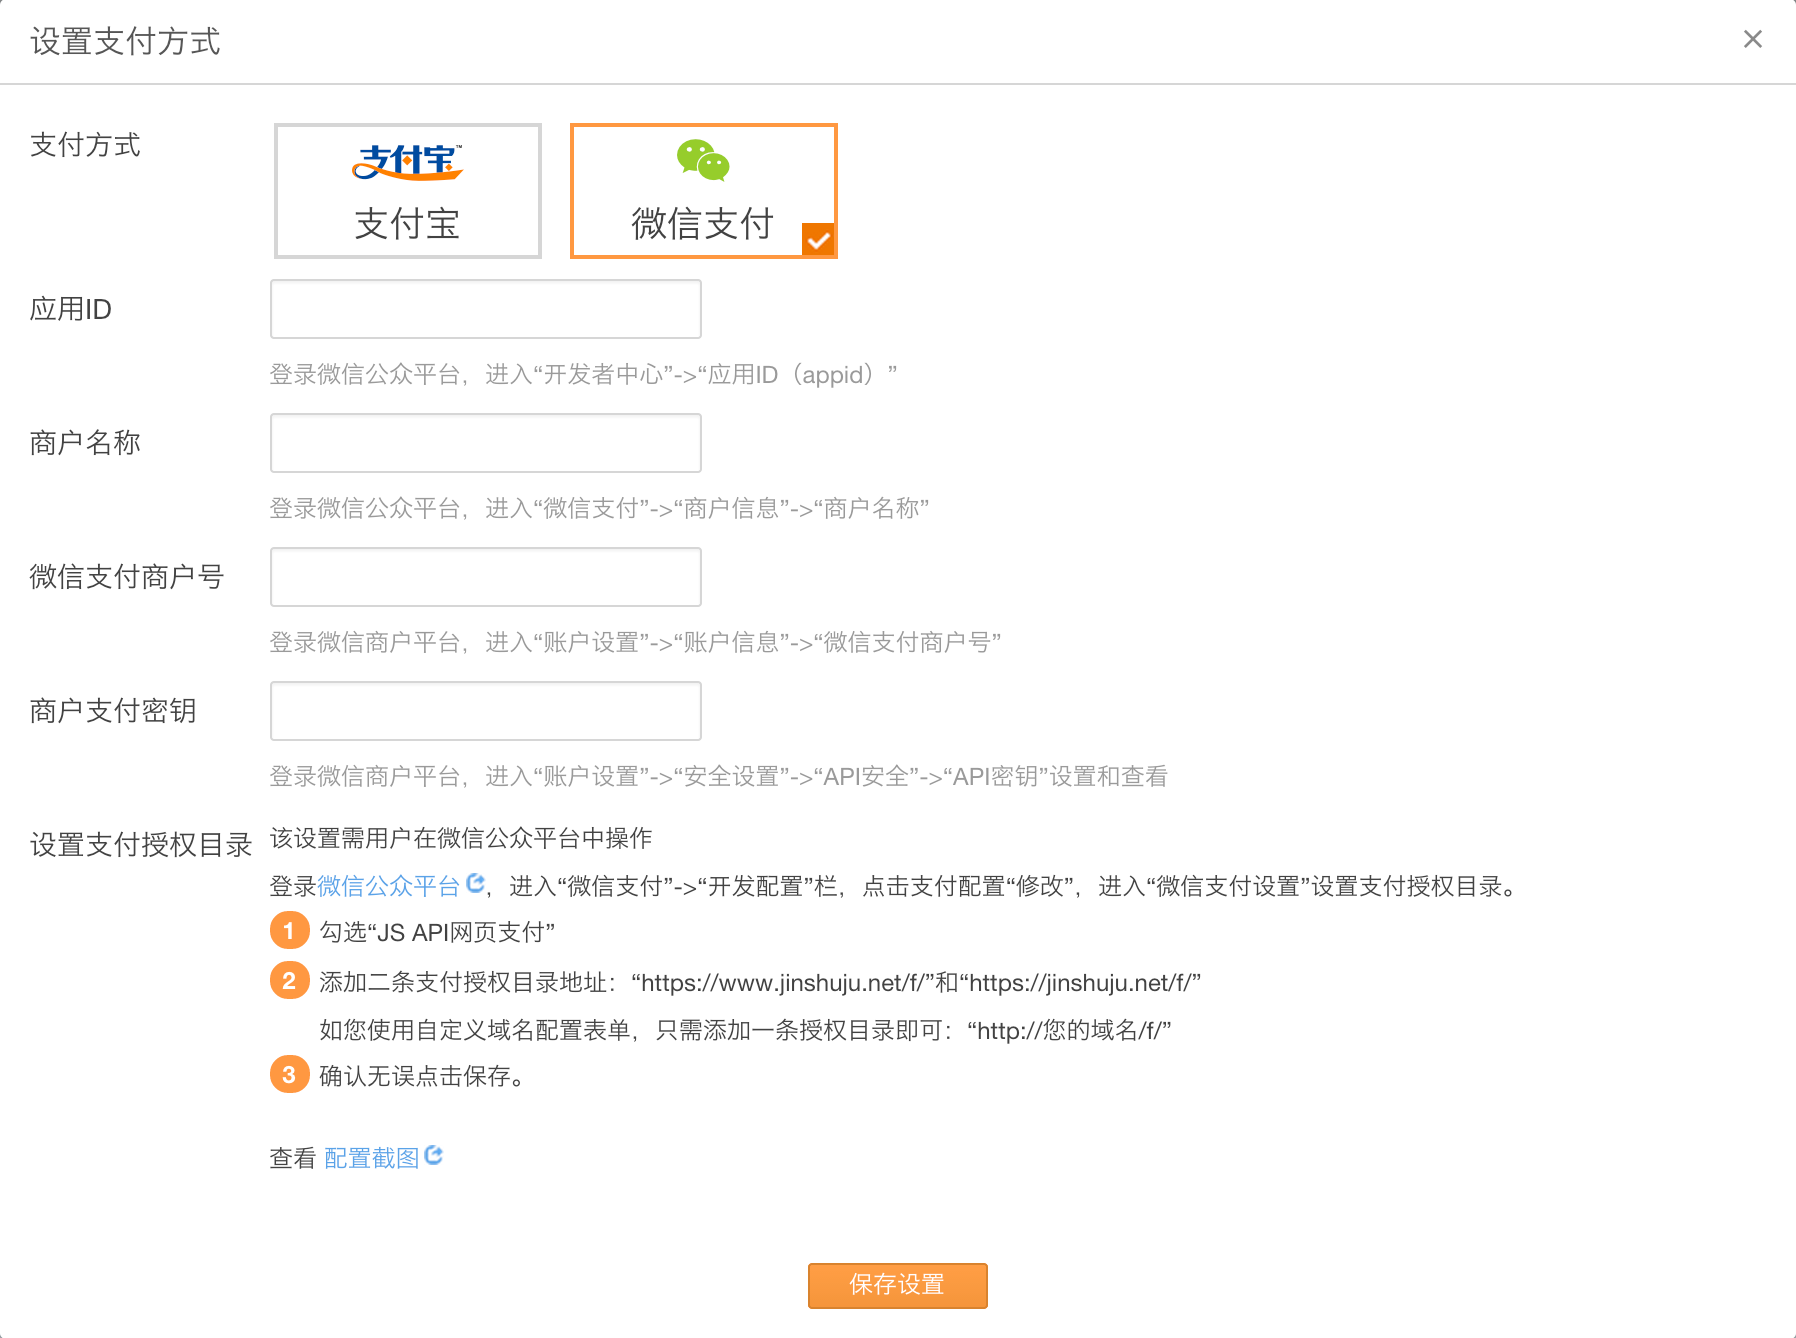 设置支付方式
支付方式
支付宝™
支付宝
微信支付
应用ID
登录微信公众平台，进入“开发者中心”->“应用ID（appid）”
商户名称
登录微信公众平台，进入“微信支付”->“商户信息”->“商户名称”
微信支付商户号
登录微信商户平台，进入“账户设置”->“账户信息”->“微信支付商户号”
商户支付密钥
登录微信商户平台，进入“账户设置”->“安全设置”->“API安全”->“API密钥”设置和查看
设置支付授权目录
该设置需用户在微信公众平台中操作
登录微信公众平台，进入“微信支付”->“开发配置”栏，点击支付配置“修改”，进入“微信支付设置”设置支付授权目录。
1 勾选“JS API网页支付”
2 添加二条支付授权目录地址：“https://www.jinshuju.net/f/”和“https://jinshuju.net/f/”
如您使用自定义域名配置表单，只需添加一条授权目录即可：“http://您的域名/f/”
3 确认无误点击保存。
查看 配置截图
保存设置